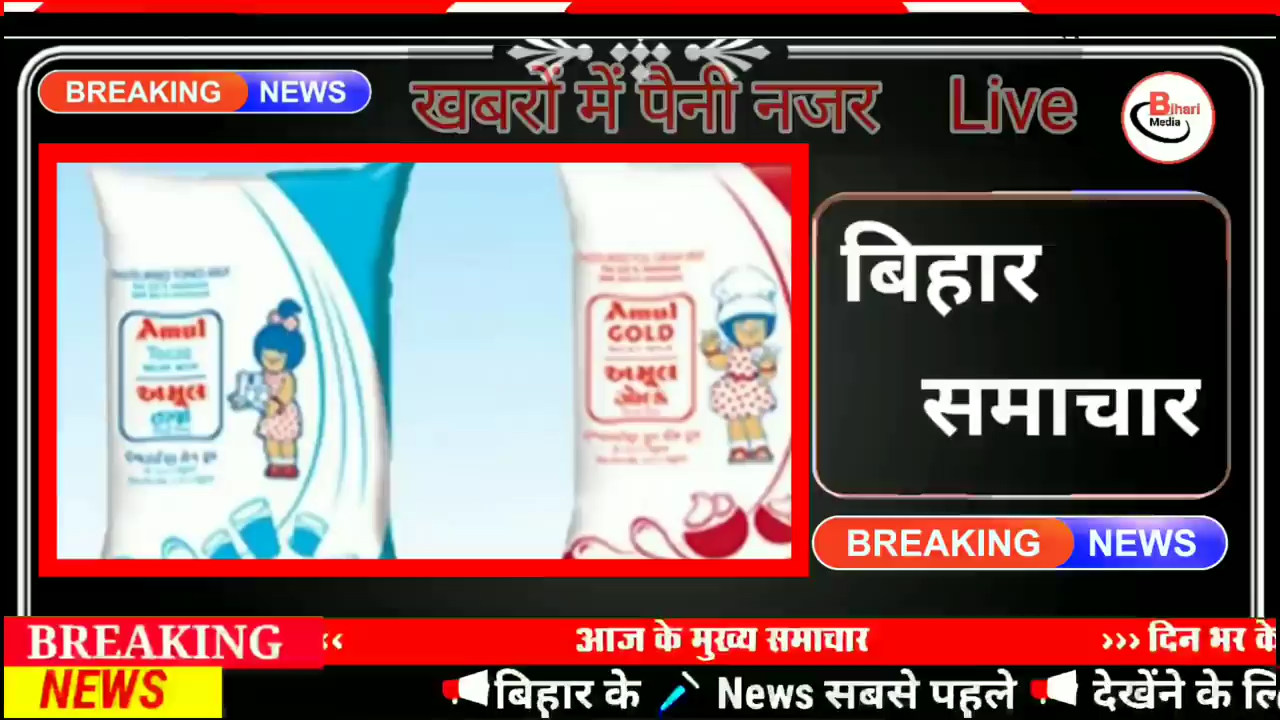 BREAKING NEWS
खबरों में पैनी नजर Live
Bihari
Media
Amul
અમૂલ
Amul
GOLD
અમૂલ
बिहार
समाचार
BREAKING NEWS
BREAKING
NEWS
‹‹ आज के मुख्य समाचार ››› दिन भर के
बिहार के News सबसे पहले देखेंने के लि